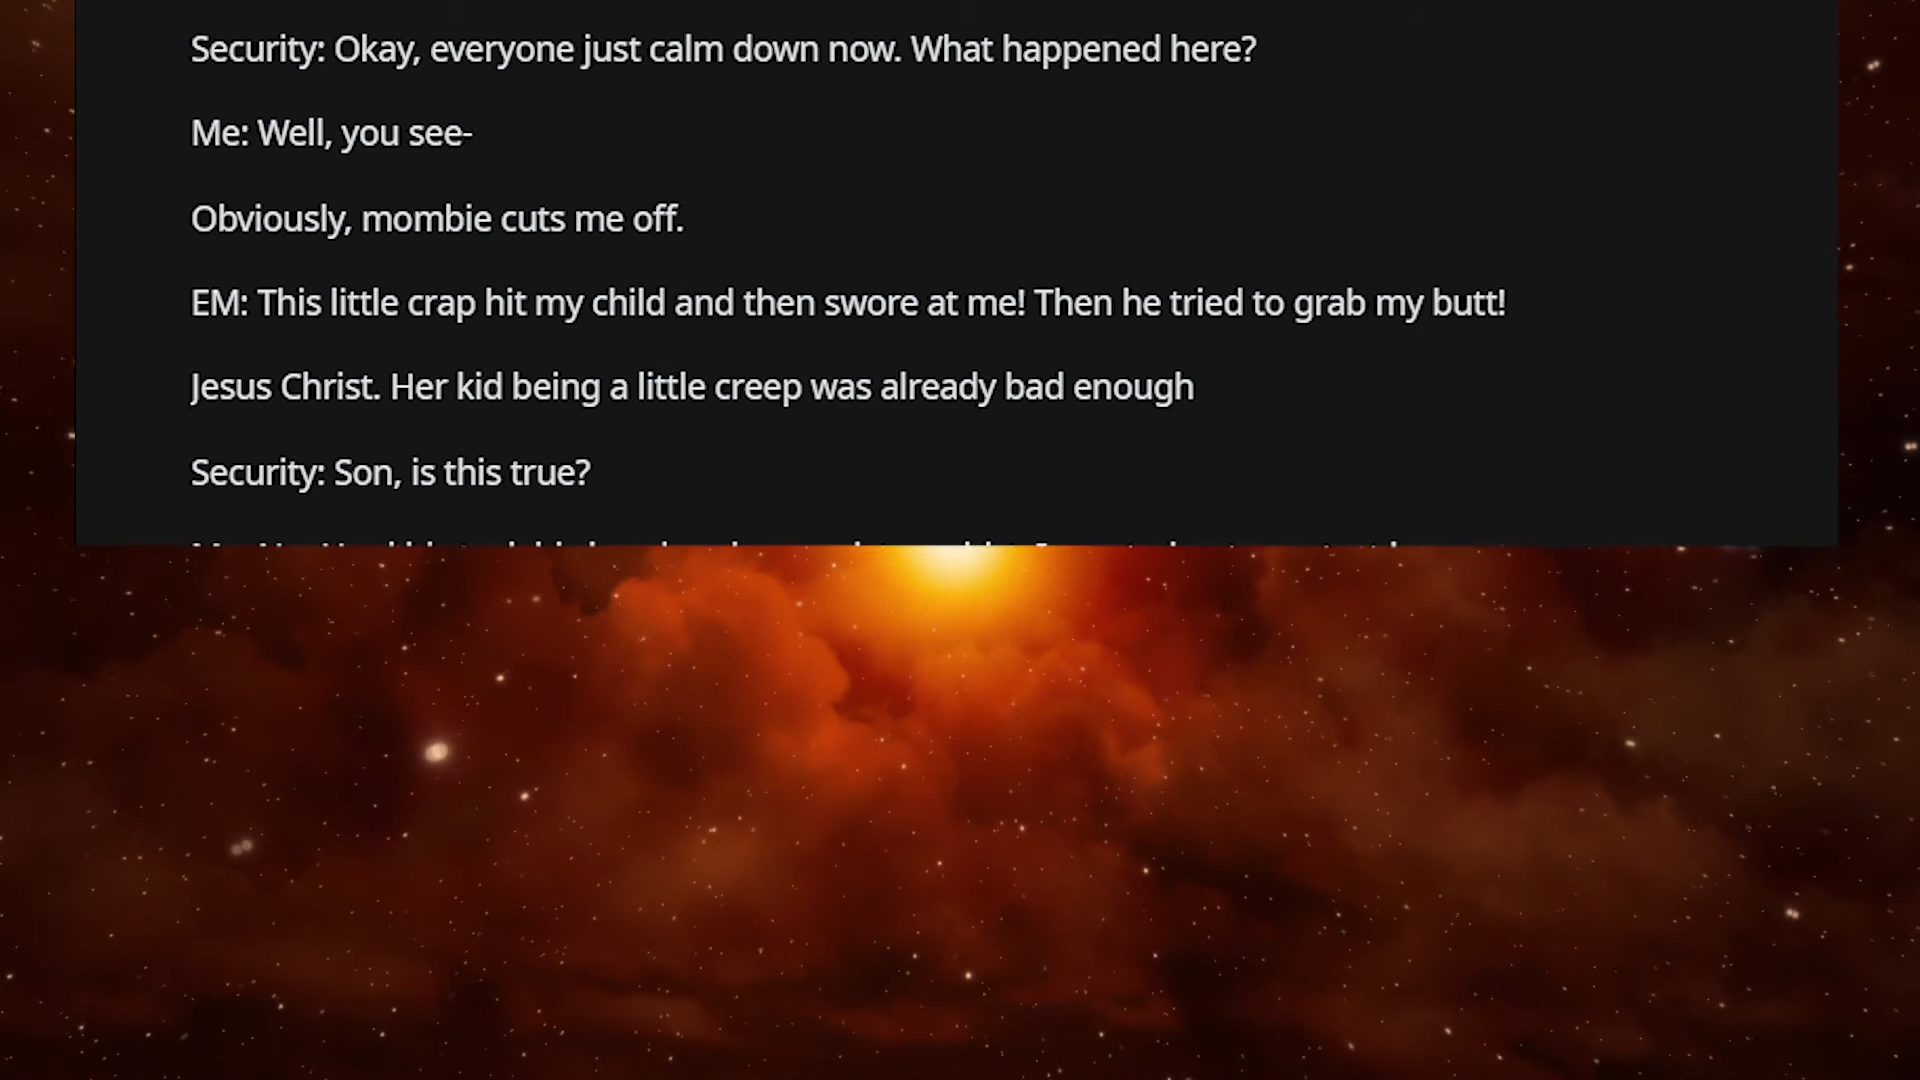 Security: Okay, everyone just calm down now. What happened here?
Me: Well, you see-
Obviously, mombie cuts me off.
EM: This little crap hit my child and then swore at me! Then he tried to grab my butt!
Jesus Christ. Her kid being a little creep was already bad enough
Security: Son, is this true?